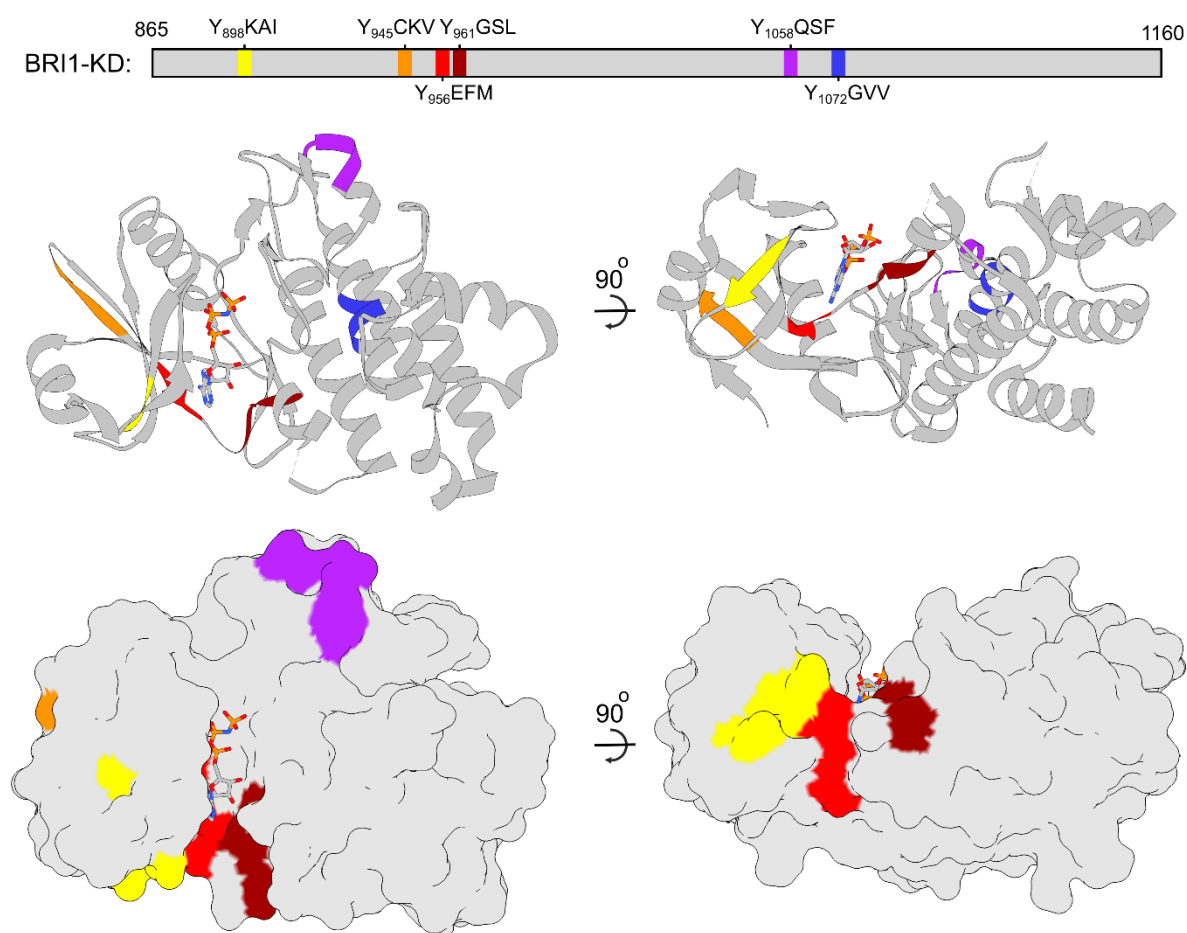 865 Y₈₉₈KAI Y₉₄₅CKV Y₉₆₁GSL Y₁₀₅₈QSF 1160
BRI1-KD:
Y₉₅₆EFM Y₁₀₇₂GVV
90°
90°